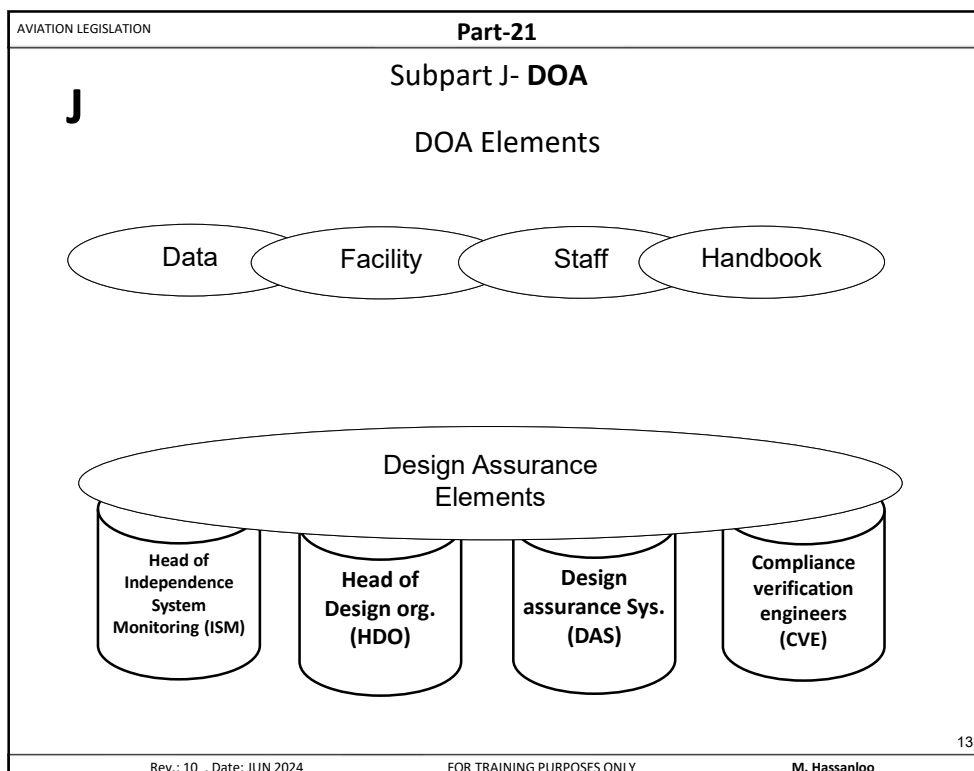 AVIATION LEGISLATION
Part-21
Subpart J- DOA
J
DOA Elements
Data
Facility
Staff
Handbook
Design Assurance
Elements
Head of
Independence
System
Monitoring (ISM)
Head of
Design org.
(HDO)
Design
assurance Sys.
(DAS)
Compliance
verification
engineers
(CVE)
13
Rev.: 10 , Date: JUN 2024
FOR TRAINING PURPOSES ONLY
M. Hassanloo